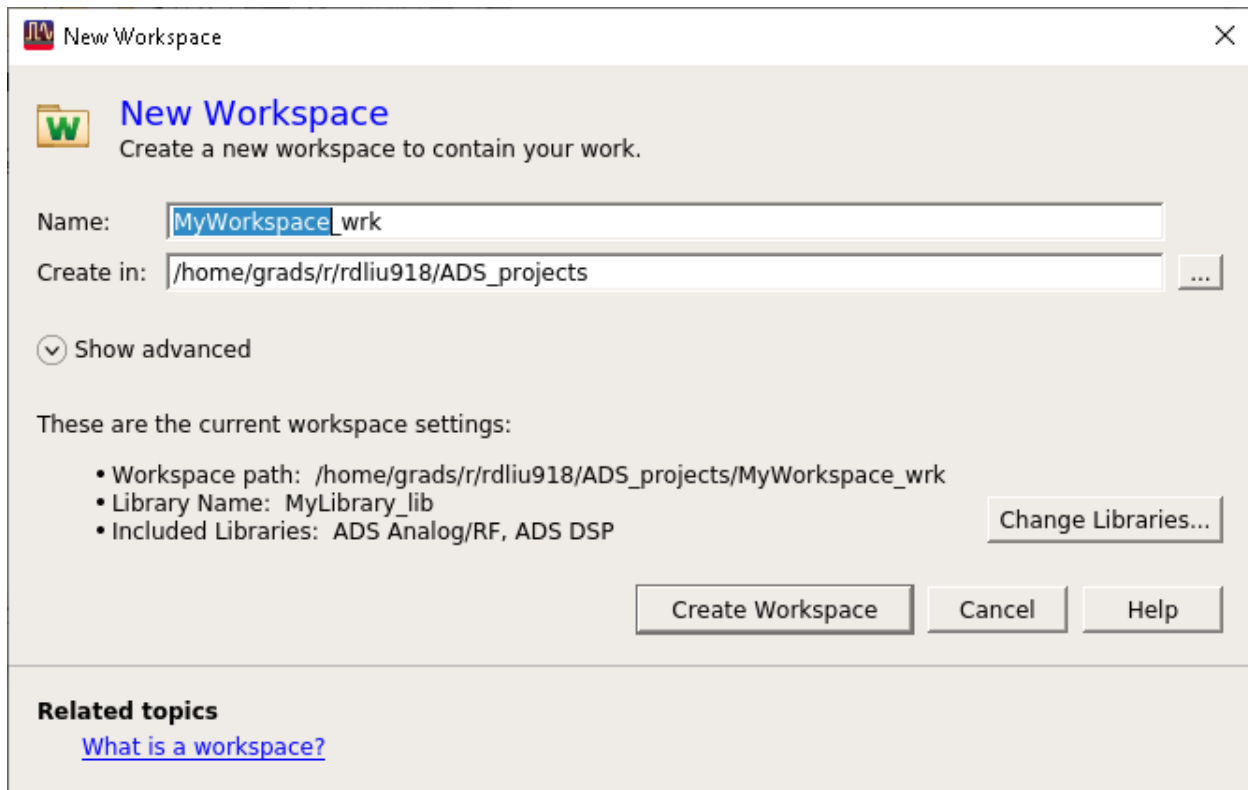 New Workspace
New Workspace
Create a new workspace to contain your work.
Name: MyWorkspace_wrk
Create in: /home/grads/r/rdliu918/ADS_projects ...
Show advanced
These are the current workspace settings:
• Workspace path: /home/grads/r/rdliu918/ADS_projects/MyWorkspace_wrk
• Library Name: MyLibrary_lib
• Included Libraries: ADS Analog/RF, ADS DSP
Change Libraries...
Create Workspace Cancel Help
Related topics
What is a workspace?